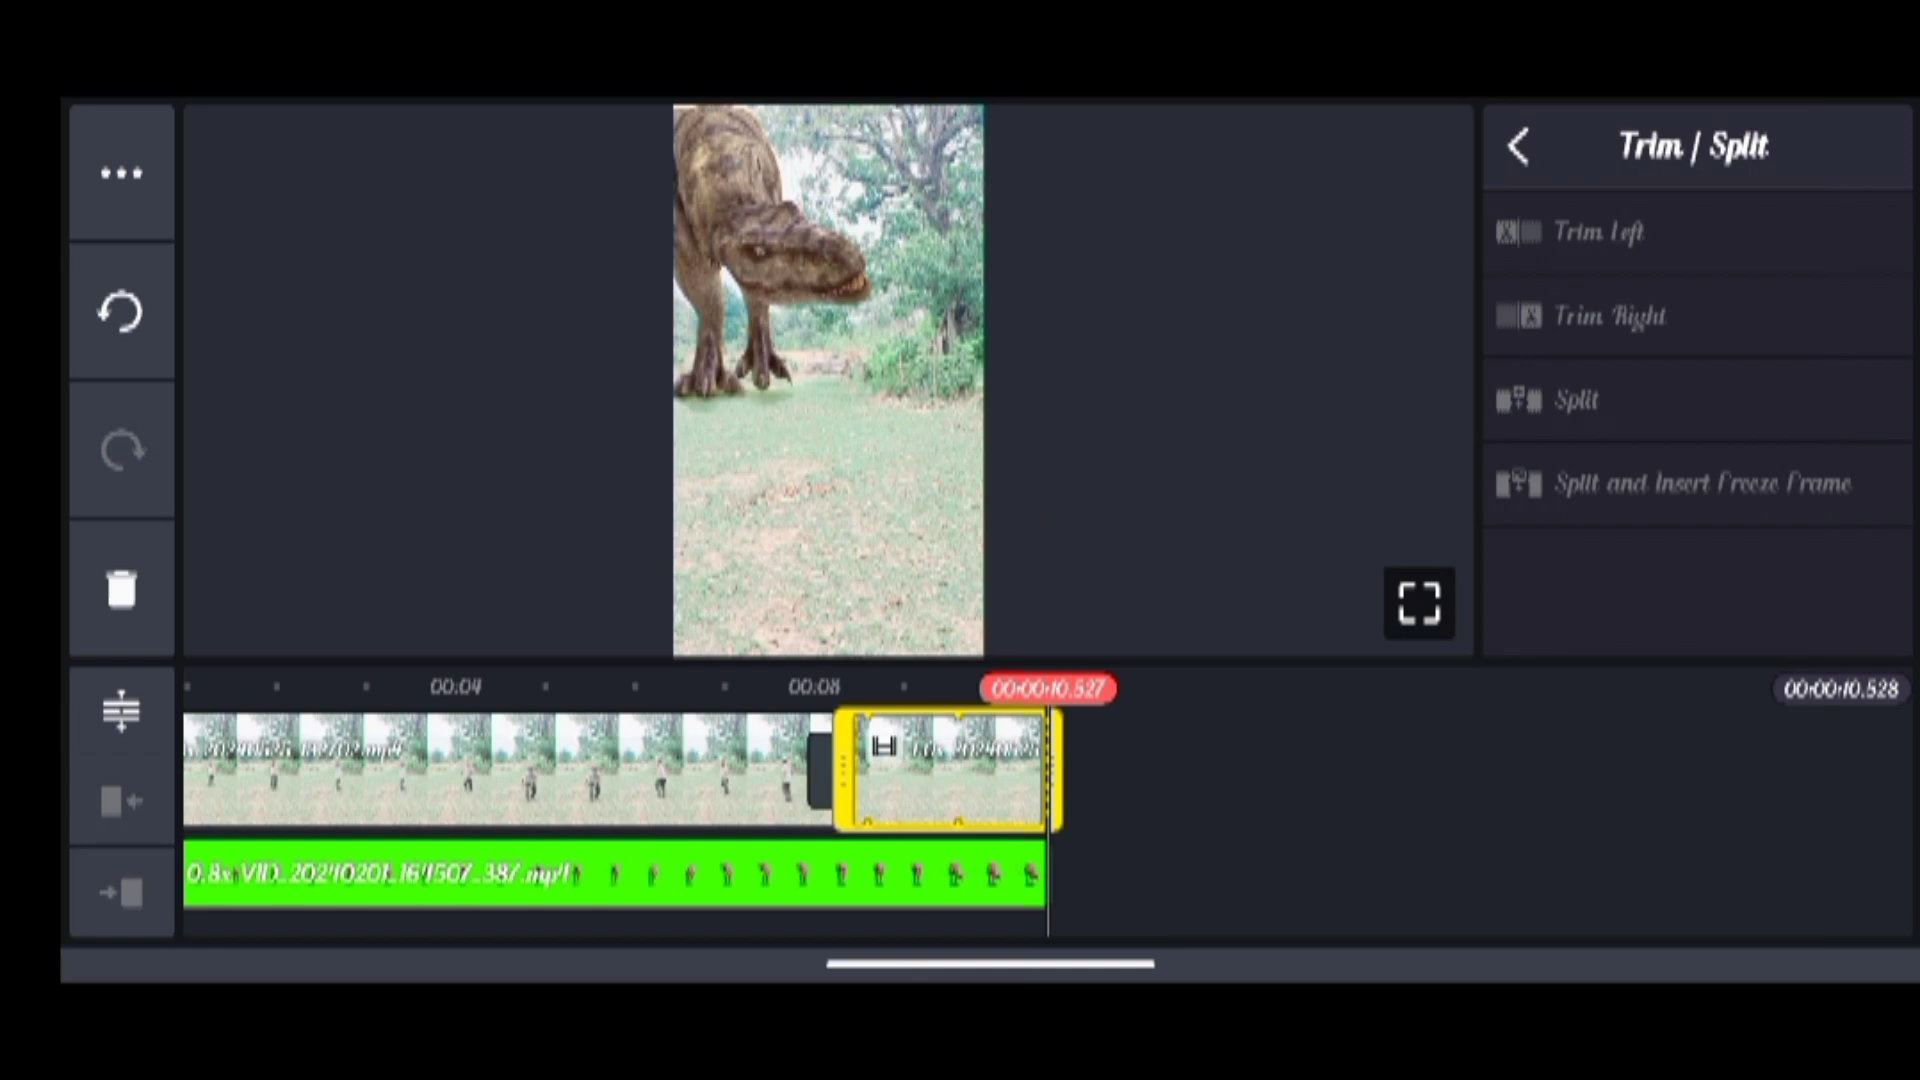 Trim / Split
Trim Left
Trim Right
Split
Split and Insert Freeze Frame
00:04
00:08
00:00:10.527
00:00:10.528
0.8x VID_20240201_164507_387.mp4